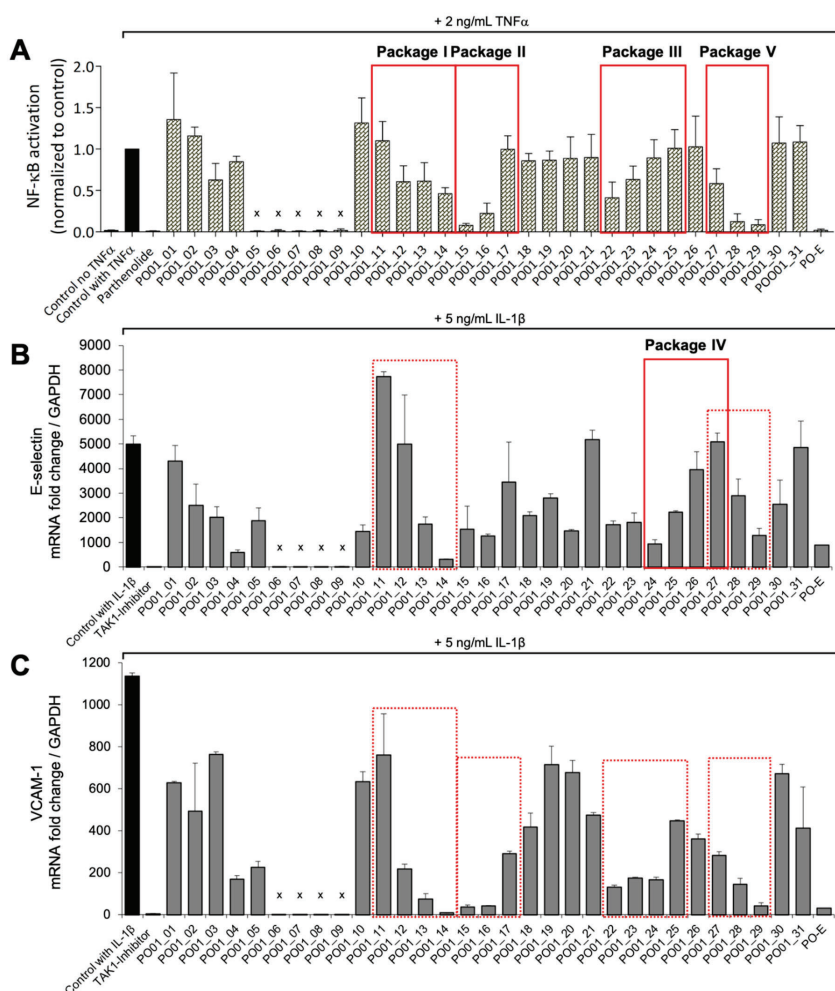 + 2 ng/mL TNFα
A
Package I Package II Package III Package V
NF-κB activation
(normalized to control)
2.0
1.5
1.0
0.5
0.0
x x x x x
Control no TNFα
Control with TNFα
Parthenolide
PO01_01
PO01_02
PO01_03
PO01_04
PO01_05
PO01_06
PO01_07
PO01_08
PO01_09
PO01_10
PO01_11
PO01_12
PO01_13
PO01_14
PO01_15
PO01_16
PO01_17
PO01_18
PO01_19
PO01_20
PO01_21
PO01_22
PO01_23
PO01_24
PO01_25
PO01_26
PO01_27
PO01_28
PO01_29
PO01_30
POO01_31
PO-E
+ 5 ng/mL IL-1β
B
Package IV
E-selectin
mRNA fold change / GAPDH
9000
8000
7000
6000
5000
4000
3000
2000
1000
0
x x x x
Control with IL-1β
TAK1-Inhibitor
PO01_01
PO01_02
PO01_03
PO01_04
PO01_05
PO01_06
PO01_07
PO01_08
PO01_09
PO01_10
PO01_11
PO01_12
PO01_13
PO01_14
PO01_15
PO01_16
PO01_17
PO01_18
PO01_19
PO01_20
PO01_21
PO01_22
PO01_23
PO01_24
PO01_25
PO01_26
PO01_27
PO01_28
PO01_29
PO01_30
PO01_31
PO-E
+ 5 ng/mL IL-1β
C
VCAM-1
mRNA fold change / GAPDH
1200
1000
800
600
400
200
0
x x x x
Control with IL-1β
TAK1-Inhibitor
PO01_01
PO01_02
PO01_03
PO01_04
PO01_05
PO01_06
PO01_07
PO01_08
PO01_09
PO01_10
PO01_11
PO01_12
PO01_13
PO01_14
PO01_15
PO01_16
PO01_17
PO01_18
PO01_19
PO01_20
PO01_21
PO01_22
PO01_23
PO01_24
PO01_25
PO01_26
PO01_27
PO01_28
PO01_29
PO01_30
PO01_31
PO-E